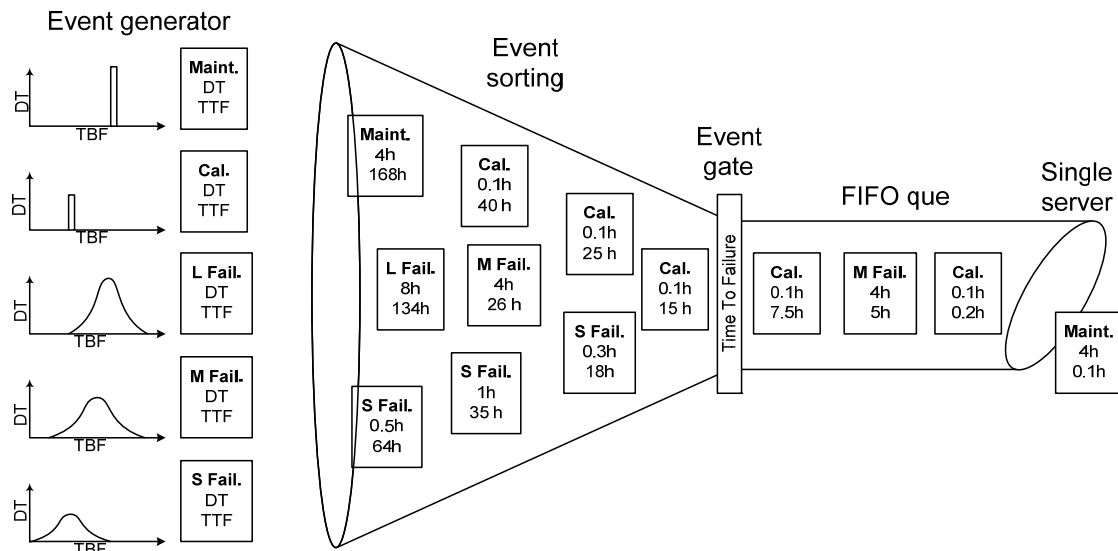 Event generator
DT
TBF
Maint.
DT
TTF
DT
TBF
Cal.
DT
TTF
DT
TBF
L Fail.
DT
TTF
DT
TBF
M Fail.
DT
TTF
DT
TBF
S Fail.
DT
TTF
Event
sorting
Maint.
4h
168h
Cal.
0.1h
40 h
Cal.
0.1h
25 h
L Fail.
8h
134h
M Fail.
4h
26 h
Cal.
0.1h
15 h
S Fail.
0.3h
18h
S Fail.
1h
35 h
S Fail.
0.5h
64h
Event
gate
Time To Failure
FIFO que
Cal.
0.1h
7.5h
M Fail.
4h
5h
Cal.
0.1h
0.2h
Single
server
Maint.
4h
0.1h